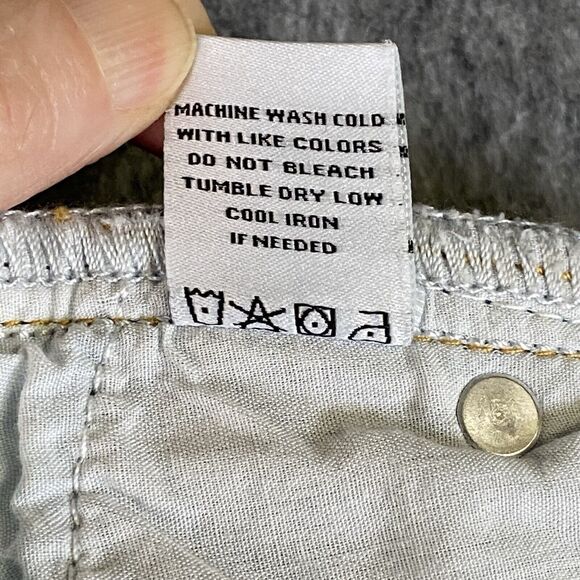 MACHINE WASH COLD
WITH LIKE COLORS
DO NOT BLEACH
TUMBLE DRY LOW
COOL IRON
IF NEEDED